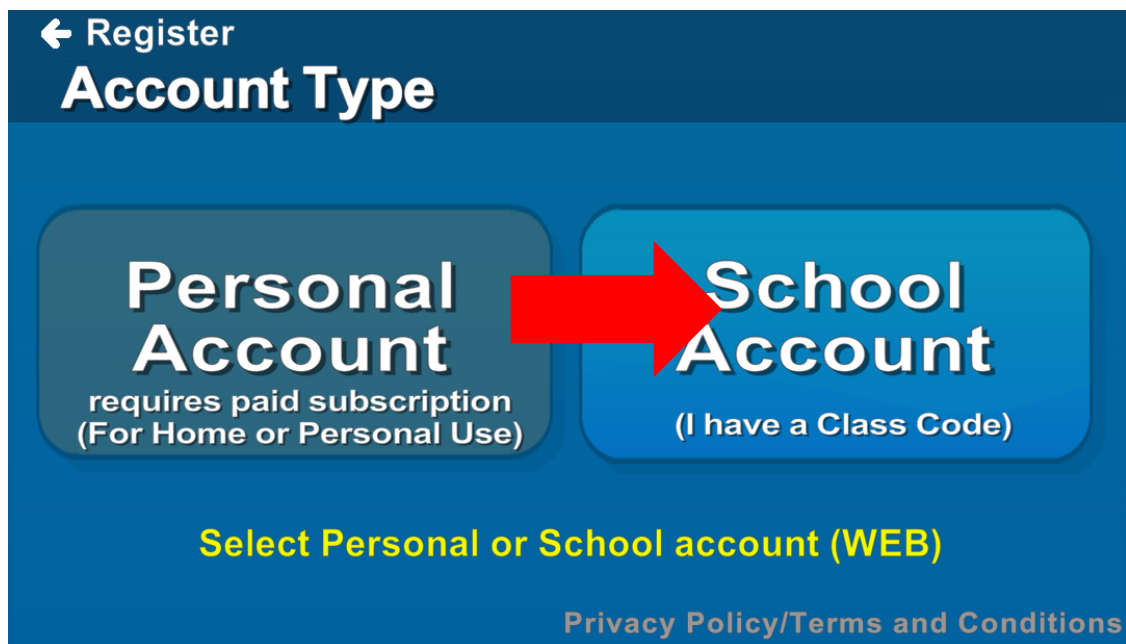 Register
Account Type
Personal
Account
requires paid subscription
(For Home or Personal Use)
School
Account
(I have a Class Code)
Select Personal or School account (WEB)
Privacy Policy/Terms and Conditions